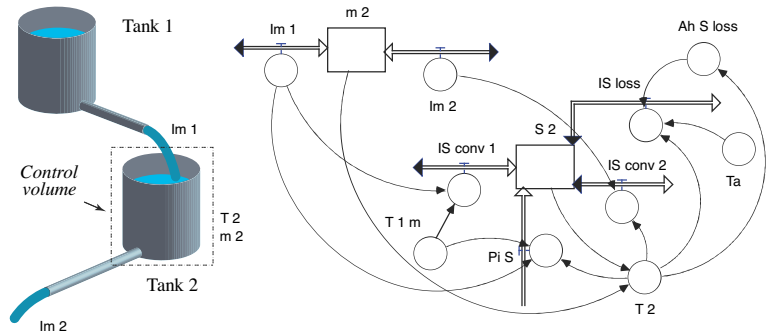 Tank 1
Im 1
Control
volume
T 2
m 2
Tank 2
Im 2
m 2
Im 1
Im 2
Ah S loss
IS loss
S 2
IS conv 1
IS conv 2
Ta
T 1 m
Pi S
T 2